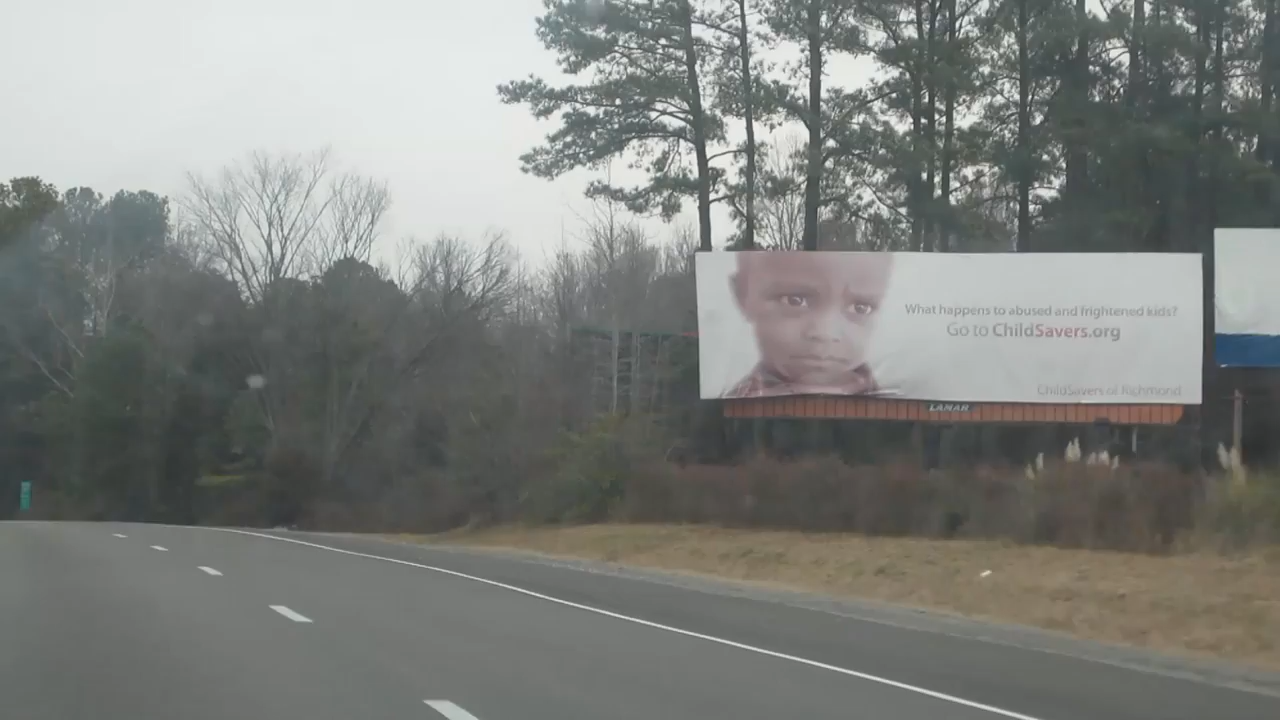 What happens to abused and frightened kids?
Go to ChildSavers.org
ChildSavers of Richmond
LAMAR